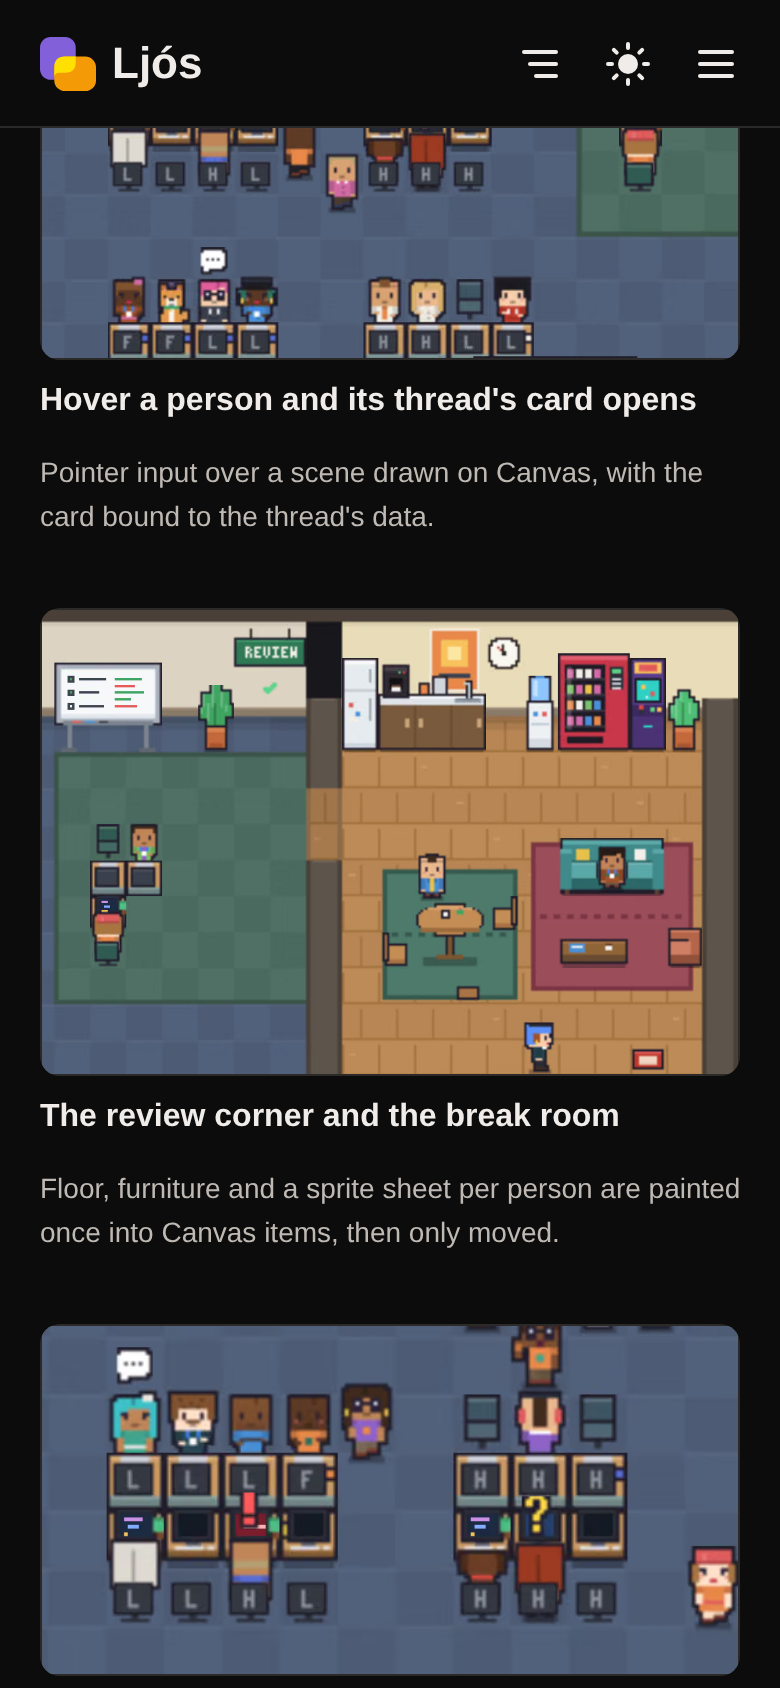 Ljós
L L H L H H H
F F L L H H L L
Hover a person and its thread's card opens
Pointer input over a scene drawn on Canvas, with the
card bound to the thread's data.
REVIEW
The review corner and the break room
Floor, furniture and a sprite sheet per person are painted
once into Canvas items, then only moved.
L L L F H H H
! ?
L L H L H H H